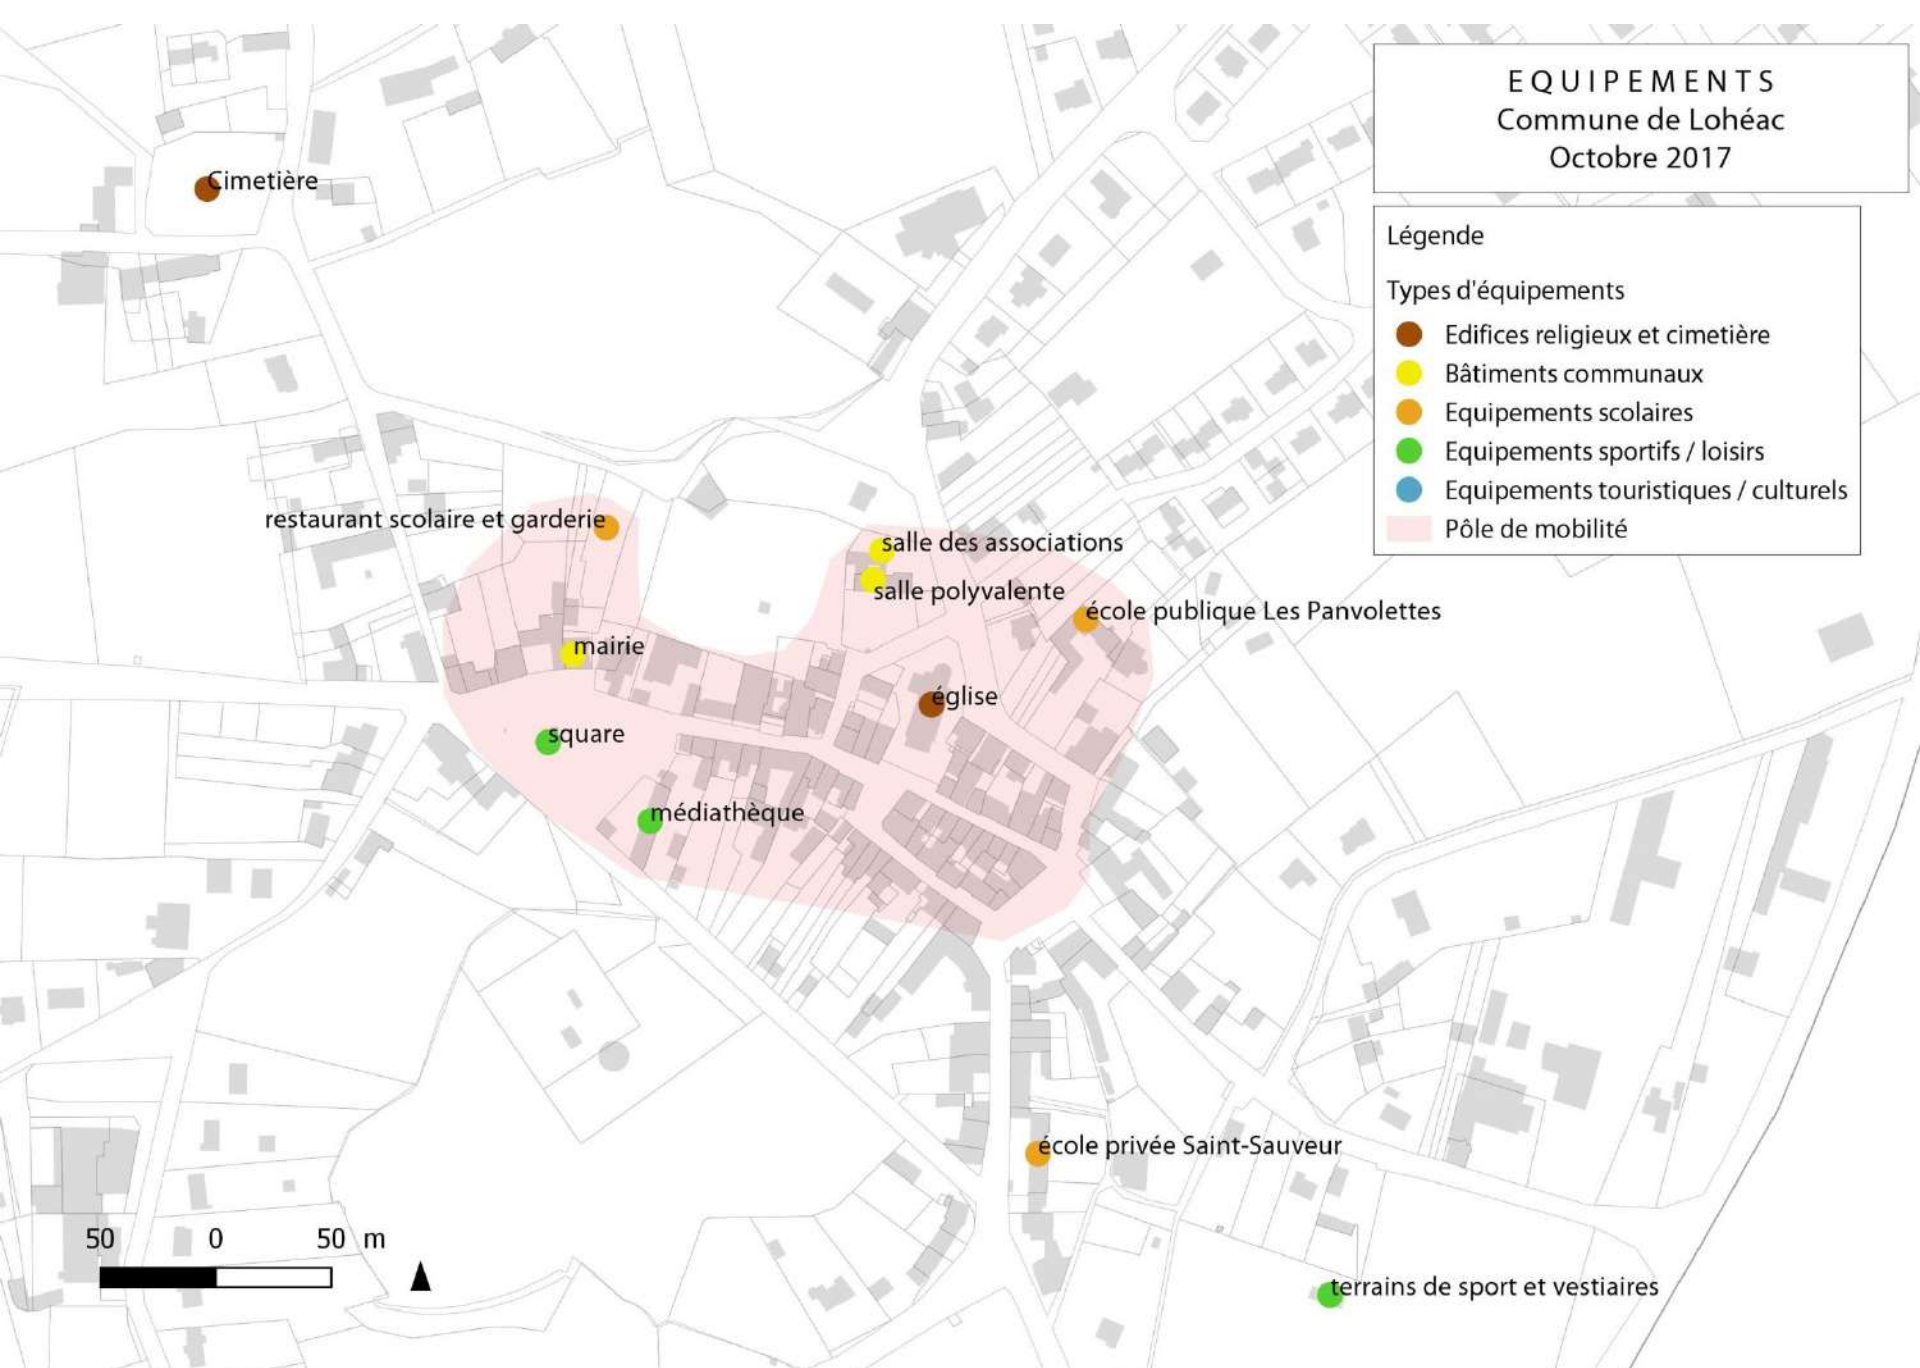 EQUIPEMENTS
Commune de Lohéac
Octobre 2017
Légende
Types d'équipements
Edifices religieux et cimetière
Bâtiments communaux
Equipements scolaires
Equipements sportifs / loisirs
Equipements touristiques / culturels
Pôle de mobilité
Cimetière
restaurant scolaire et garderie
salle des associations
salle polyvalente
école publique Les Panvolettes
mairie
église
square
médiathèque
école privée Saint-Sauveur
50 0 50 m
terrains de sport et vestiaires